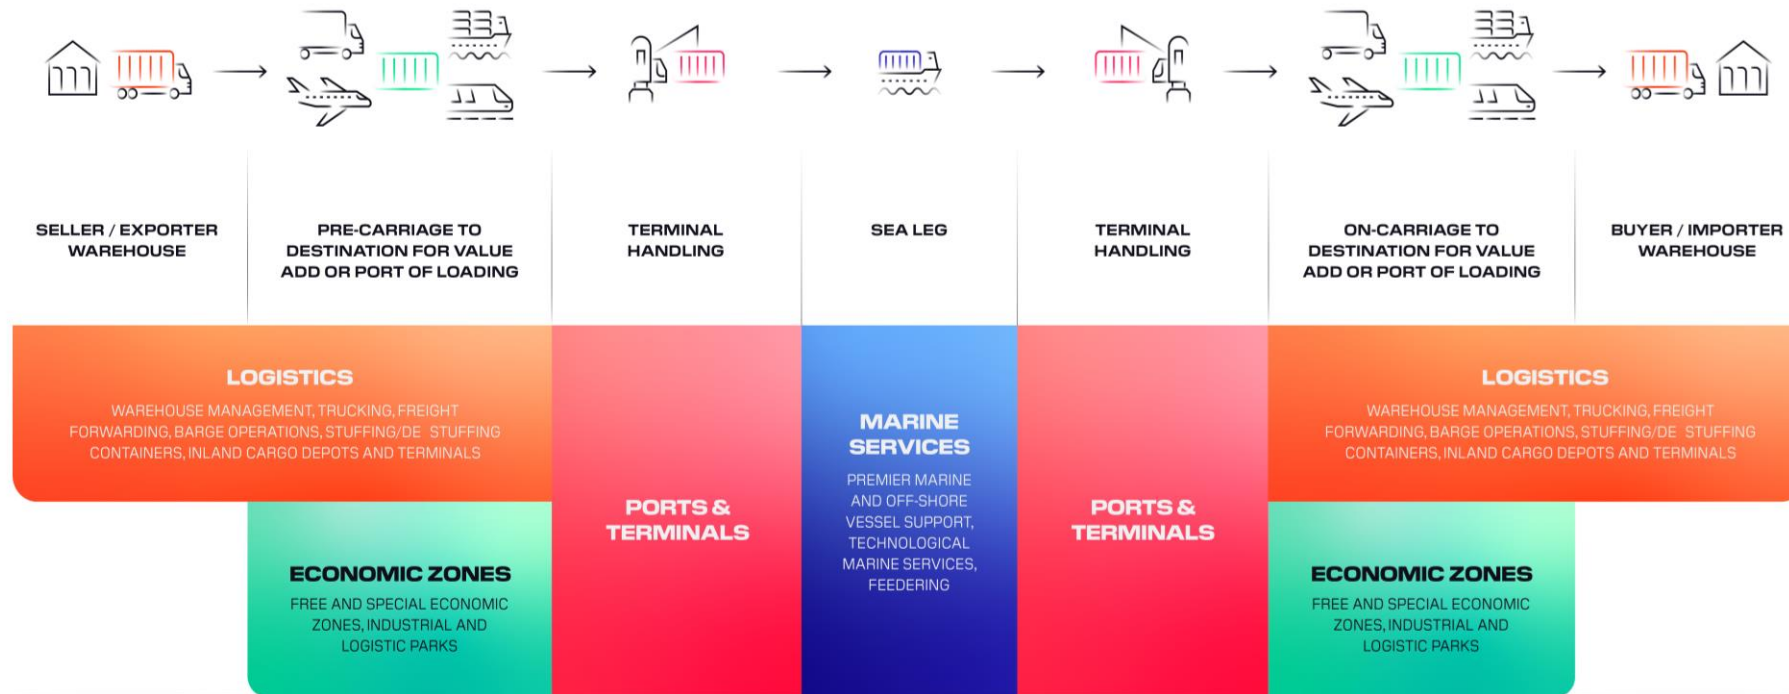 SELLER / EXPORTER
WAREHOUSE
PRE-CARRIAGE TO
DESTINATION FOR VALUE
ADD OR PORT OF LOADING
TERMINAL
HANDLING
SEA LEG
TERMINAL
HANDLING
ON-CARRIAGE TO
DESTINATION FOR VALUE
ADD OR PORT OF LOADING
BUYER / IMPORTER
WAREHOUSE
LOGISTICS
WAREHOUSE MANAGEMENT, TRUCKING, FREIGHT
FORWARDING, BARGE OPERATIONS, STUFFING/DE STUFFING
CONTAINERS, INLAND CARGO DEPOTS AND TERMINALS
ECONOMIC ZONES
FREE AND SPECIAL ECONOMIC
ZONES, INDUSTRIAL AND
LOGISTIC PARKS
PORTS &
TERMINALS
MARINE
SERVICES
PREMIER MARINE
AND OFF-SHORE
VESSEL SUPPORT,
TECHNOLOGICAL
MARINE SERVICES,
FEEDERING
PORTS &
TERMINALS
LOGISTICS
WAREHOUSE MANAGEMENT, TRUCKING, FREIGHT
FORWARDING, BARGE OPERATIONS, STUFFING/DE STUFFING
CONTAINERS, INLAND CARGO DEPOTS AND TERMINALS
ECONOMIC ZONES
FREE AND SPECIAL ECONOMIC
ZONES, INDUSTRIAL AND
LOGISTIC PARKS